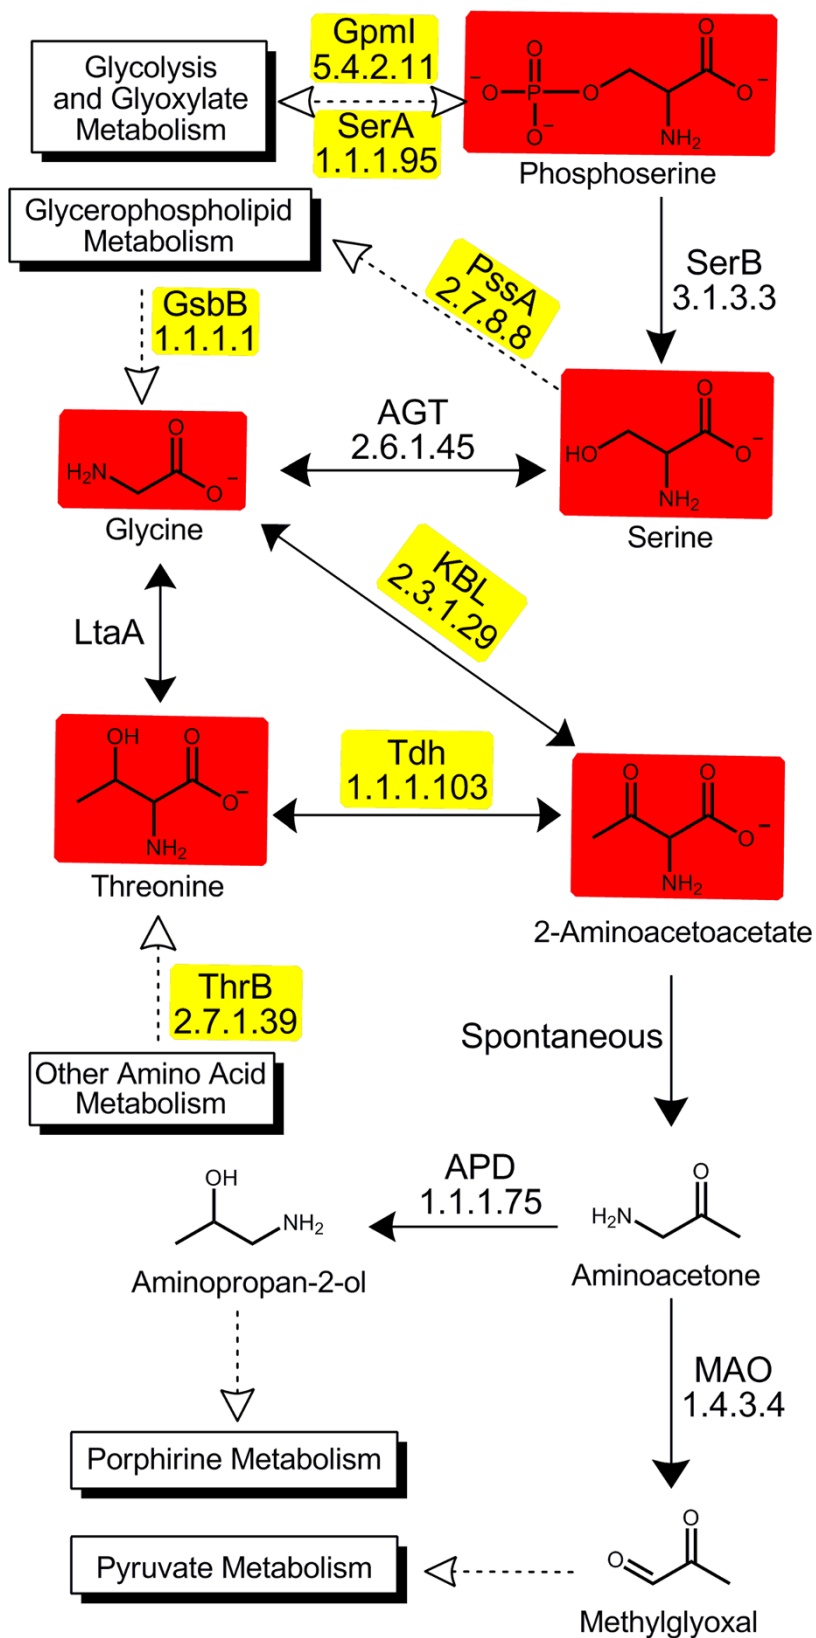 GpmI
5.4.2.11
Glycolysis
and Glyoxylate
Metabolism
SerA
1.1.1.95
O
O
⁻O
P
O
O⁻
O⁻
NH₂
Phosphoserine
Glycerophospholipid
Metabolism
PssA
2.7.8.8
SerB
3.1.3.3
GsbB
1.1.1.1
AGT
2.6.1.45
O
H₂N
O⁻
Glycine
O
HO
O⁻
NH₂
Serine
KBL
2.3.1.29
LtaA
Tdh
1.1.1.103
OH
O
O⁻
NH₂
Threonine
O
O
O⁻
NH₂
2-Aminoacetoacetate
ThrB
2.7.1.39
Spontaneous
Other Amino Acid
Metabolism
APD
1.1.1.75
OH
NH₂
Aminopropan-2-ol
O
H₂N
Aminoacetone
MAO
1.4.3.4
Porphirine Metabolism
Pyruvate Metabolism
O
O
Methylglyoxal